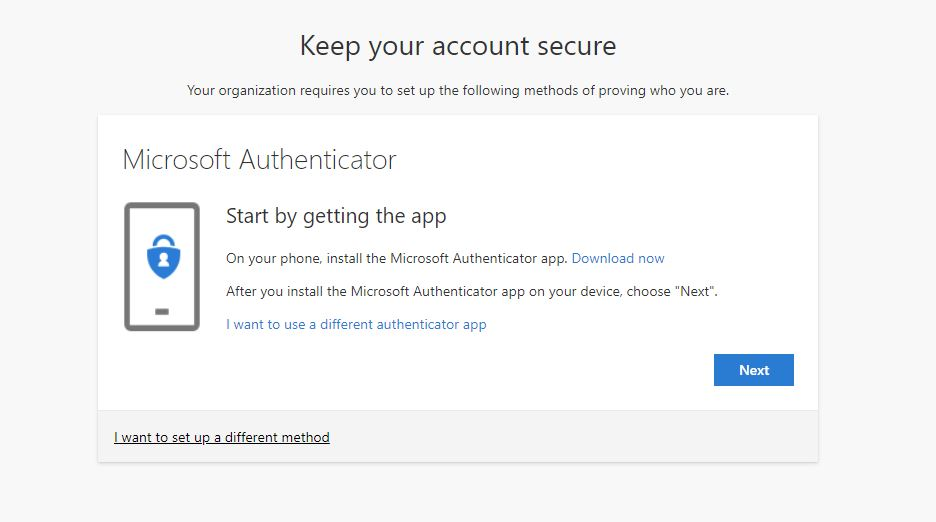 Keep your account secure
Your organization requires you to set up the following methods of proving who you are.
Microsoft Authenticator
Start by getting the app
On your phone, install the Microsoft Authenticator app. Download now
After you install the Microsoft Authenticator app on your device, choose "Next".
I want to use a different authenticator app
Next
I want to set up a different method